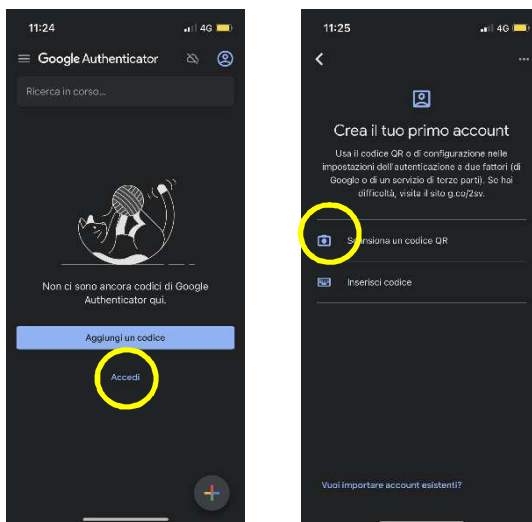 11:24
4G
Google Authenticator
Ricerca in corso...
Non ci sono ancora codici di Google
Authenticator qui.
Aggiungi un codice
Accedi
11:25
4G
Crea il tuo primo account
Usa il codice QR o di configurazione nelle
impostazioni dell'autenticazione a due fattori (di
Google o di un servizio di terze parti). Se hai
difficoltà, visita il sito g.co/2sv.
Scansiona un codice QR
Inserisci codice
Vuoi importare account esistenti?